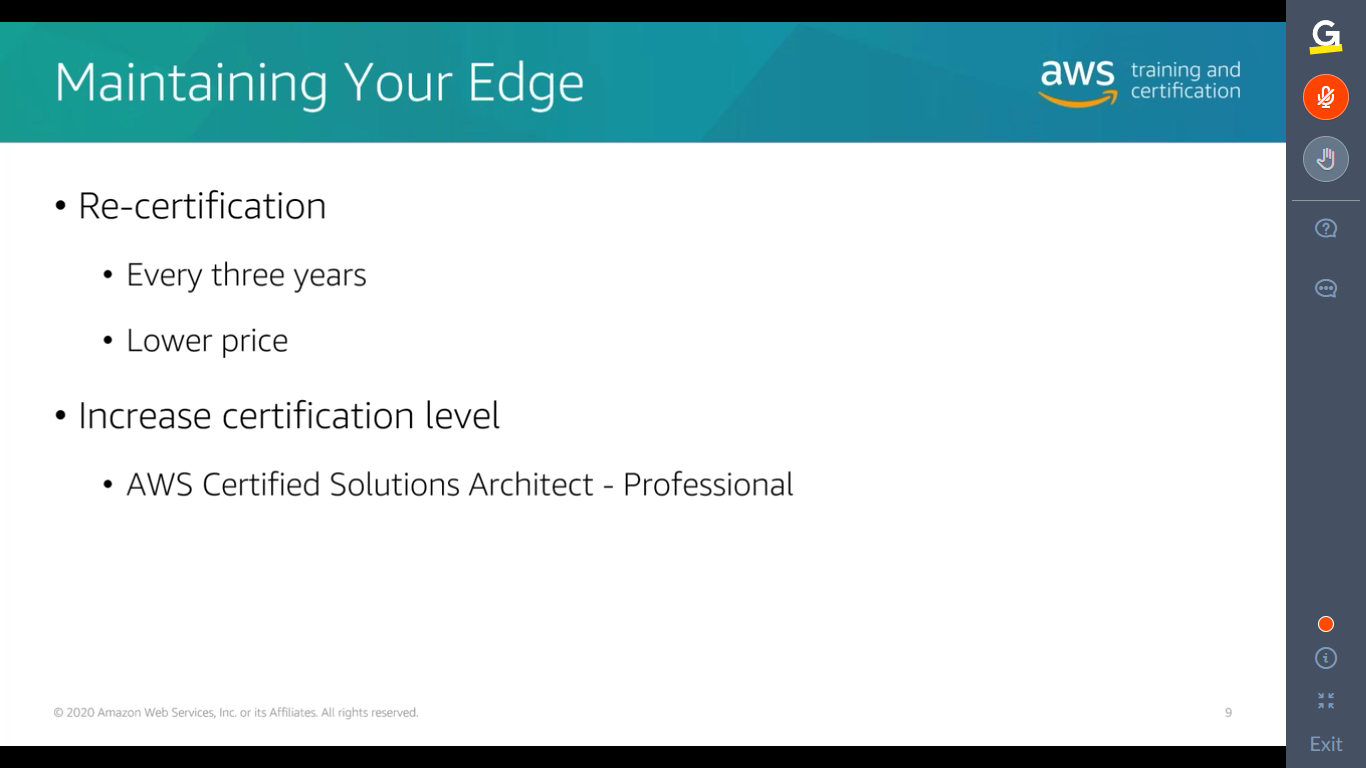 Maintaining Your Edge
aws
training and
certification
• Re-certification
• Every three years
• Lower price
• Increase certification level
• AWS Certified Solutions Architect - Professional
© 2020 Amazon Web Services, Inc. or its Affiliates. All rights reserved.
9
G
Exit